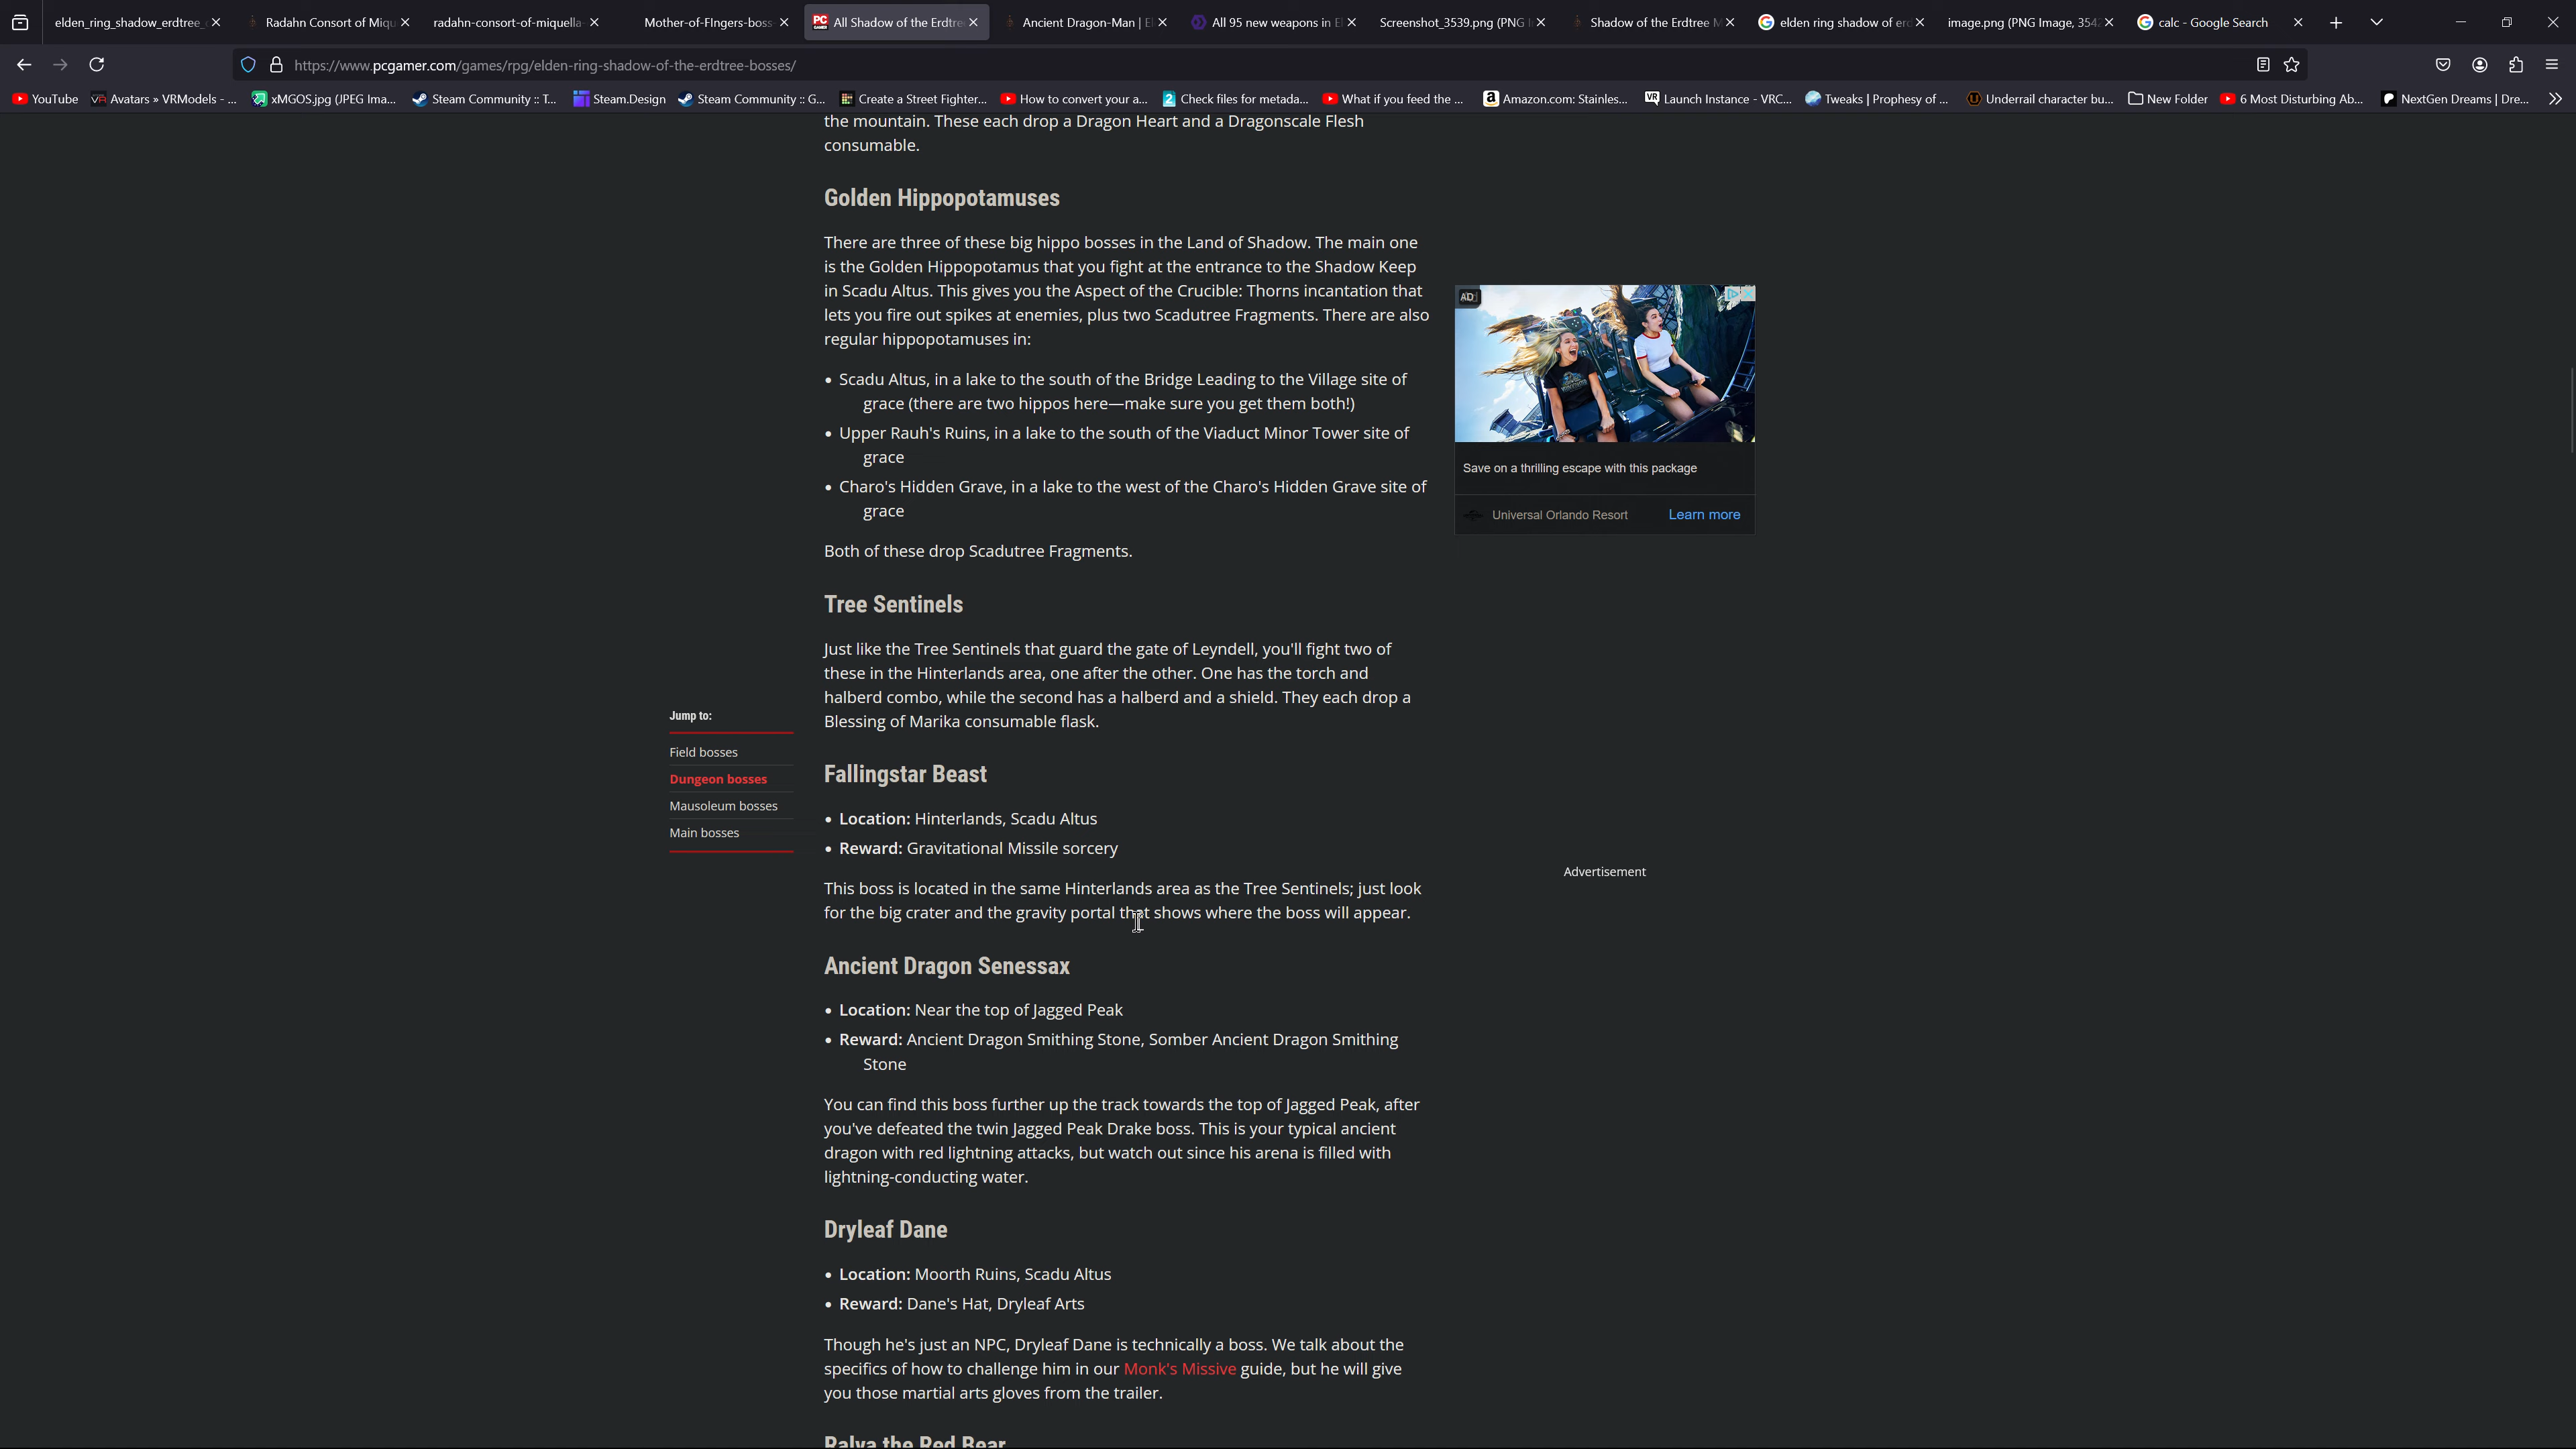 elden_ring_shadow_erdtree_
Radahn Consort of Miqu
radahn-consort-of-miquella-
Mother-of-FIngers-boss
PC GAMER
All Shadow of the Erdtre
Ancient Dragon-Man | El
All 95 new weapons in El
Screenshot_3539.png (PNG I
Shadow of the Erdtree M
elden ring shadow of erd
image.png (PNG Image, 354
calc - Google Search
https://www.pcgamer.com/games/rpg/elden-ring-shadow-of-the-erdtree-bosses/
YouTube
VR Avatars » VRModels - ...
xMGOS.jpg (JPEG Ima...
Steam Community :: T...
Steam.Design
Steam Community :: G...
Create a Street Fighter...
How to convert your a...
2 Check files for metada...
What if you feed the ...
Amazon.com: Stainles...
VR Launch Instance - VRC...
Tweaks | Prophesy of ...
Underrail character bu...
New Folder
6 Most Disturbing Ab...
NextGen Dreams | Dre...
the mountain. These each drop a Dragon Heart and a Dragonscale Flesh
consumable.
Golden Hippopotamuses
There are three of these big hippo bosses in the Land of Shadow. The main one
is the Golden Hippopotamus that you fight at the entrance to the Shadow Keep
in Scadu Altus. This gives you the Aspect of the Crucible: Thorns incantation that
lets you fire out spikes at enemies, plus two Scadutree Fragments. There are also
regular hippopotamuses in:
• Scadu Altus, in a lake to the south of the Bridge Leading to the Village site of
grace (there are two hippos here—make sure you get them both!)
• Upper Rauh's Ruins, in a lake to the south of the Viaduct Minor Tower site of
grace
• Charo's Hidden Grave, in a lake to the west of the Charo's Hidden Grave site of
grace
Both of these drop Scadutree Fragments.
Tree Sentinels
Just like the Tree Sentinels that guard the gate of Leyndell, you'll fight two of
these in the Hinterlands area, one after the other. One has the torch and
halberd combo, while the second has a halberd and a shield. They each drop a
Blessing of Marika consumable flask.
Fallingstar Beast
• Location: Hinterlands, Scadu Altus
• Reward: Gravitational Missile sorcery
This boss is located in the same Hinterlands area as the Tree Sentinels; just look
for the big crater and the gravity portal that shows where the boss will appear.
Ancient Dragon Senessax
• Location: Near the top of Jagged Peak
• Reward: Ancient Dragon Smithing Stone, Somber Ancient Dragon Smithing
Stone
You can find this boss further up the track towards the top of Jagged Peak, after
you've defeated the twin Jagged Peak Drake boss. This is your typical ancient
dragon with red lightning attacks, but watch out since his arena is filled with
lightning-conducting water.
Dryleaf Dane
• Location: Moorth Ruins, Scadu Altus
• Reward: Dane's Hat, Dryleaf Arts
Though he's just an NPC, Dryleaf Dane is technically a boss. We talk about the
specifics of how to challenge him in our Monk's Missive guide, but he will give
you those martial arts gloves from the trailer.
Ralva the Red Bear
Jump to:
Field bosses
Dungeon bosses
Mausoleum bosses
Main bosses
AD
Save on a thrilling escape with this package
Universal Orlando Resort
Learn more
Advertisement